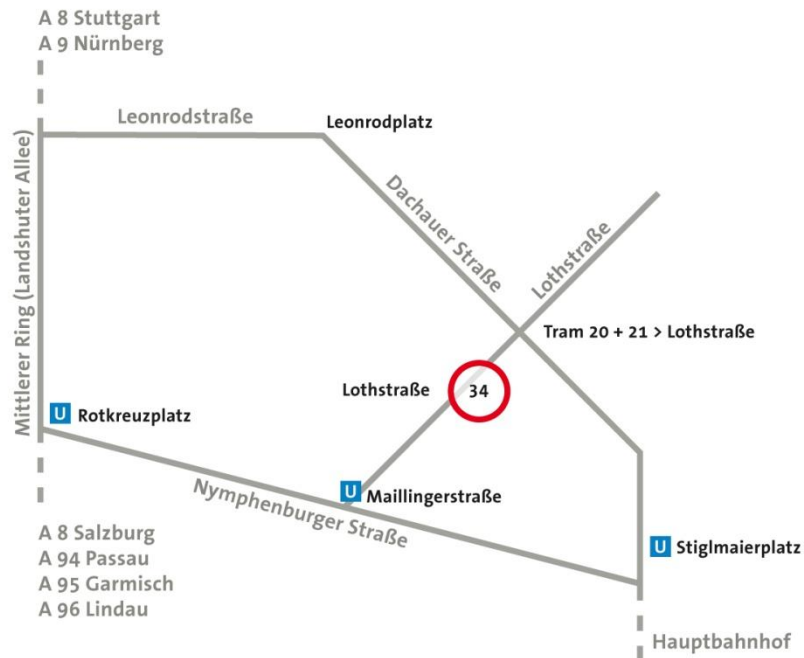 A 8 Stuttgart
A 9 Nürnberg
Leonrodstraße
Leonrodplatz
Mittlerer Ring (Landshuter Allee)
Dachauer Straße
Lothstraße
Tram 20 + 21 > Lothstraße
Lothstraße
34
U Rotkreuzplatz
U Maillingerstraße
Nymphenburger Straße
A 8 Salzburg
A 94 Passau
A 95 Garmisch
A 96 Lindau
U Stiglmaierplatz
Hauptbahnhof